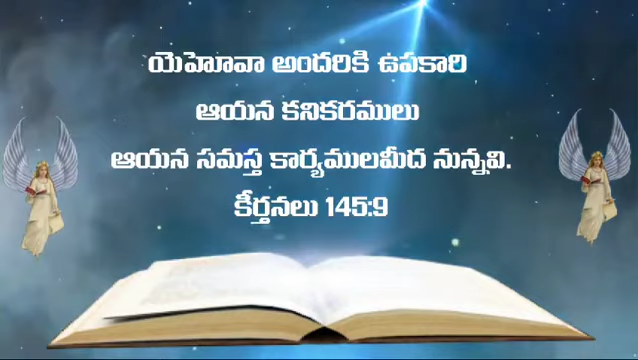 యెహోవా అందరికి ఉపకారి
ఆయన కనికరములు
ఆయన సమస్త కార్యములమీద నున్నవి.
కీర్తనలు 145:9